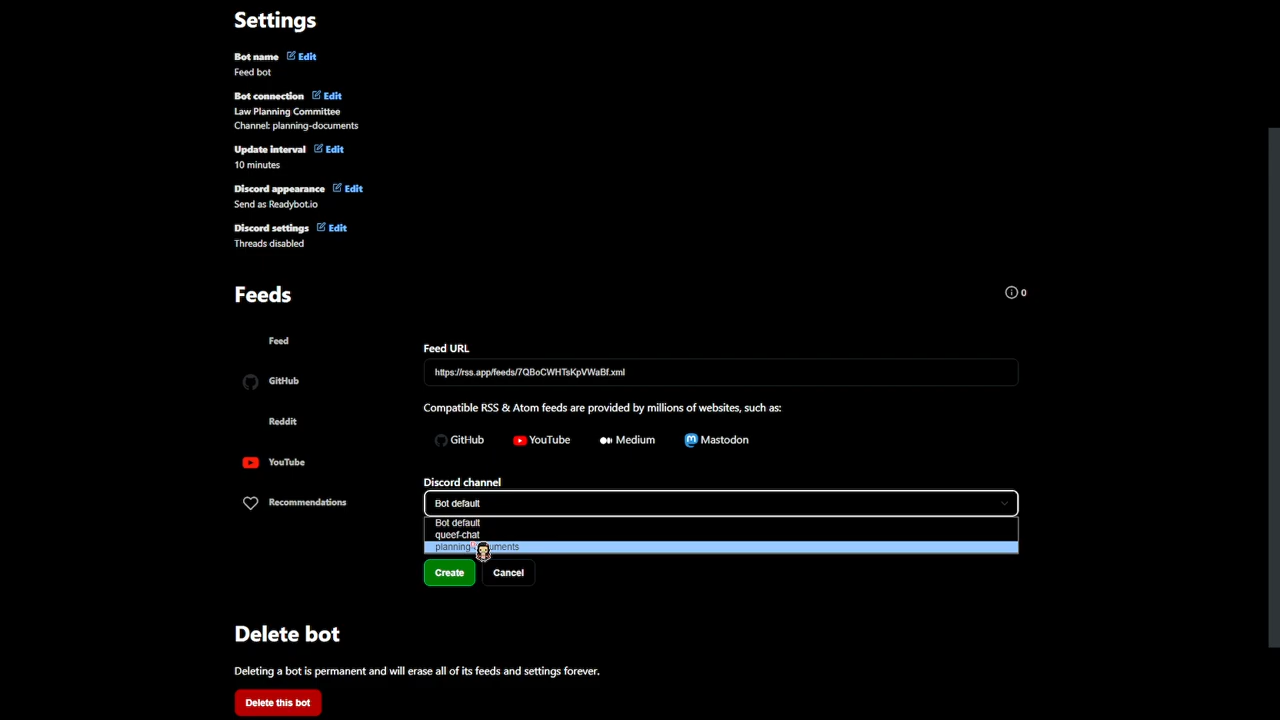 Settings
Bot name Edit
Feed bot
Bot connection Edit
Law Planning Committee
Channel: planning-documents
Update interval Edit
10 minutes
Discord appearance Edit
Send as Readybot.io
Discord settings Edit
Threads disabled
Feeds
0
Feed
GitHub
Reddit
YouTube
Recommendations
Feed URL
https://rss.app/feeds/7QBoCWHTsKpVWaBf.xml
Compatible RSS & Atom feeds are provided by millions of websites, such as:
GitHub YouTube Medium Mastodon
Discord channel
Bot default
Bot default
queef-chat
planning
Create Cancel
Delete bot
Deleting a bot is permanent and will erase all of its feeds and settings forever.
Delete this bot